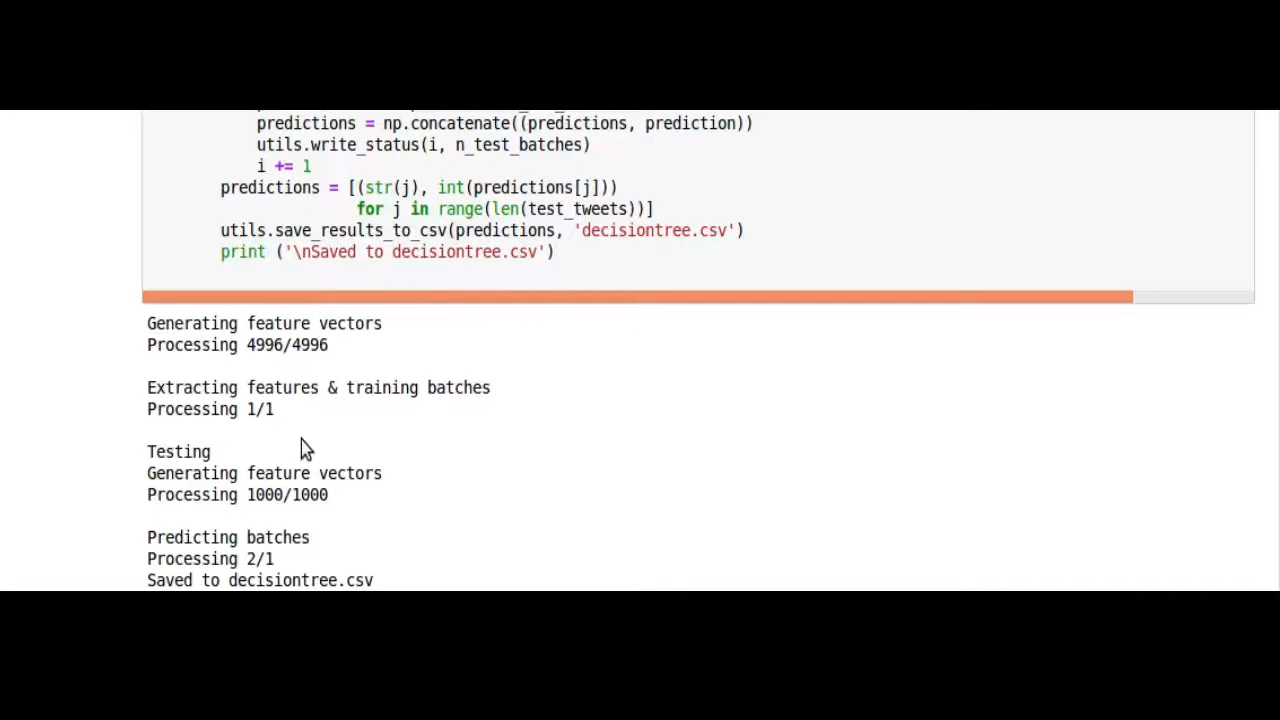 predictions = np.concatenate((predictions, prediction))
utils.write_status(i, n_test_batches)
i += 1
predictions = [(str(j), int(predictions[j]))
for j in range(len(test_tweets))]
utils.save_results_to_csv(predictions, 'decisiontree.csv')
print ('\nSaved to decisiontree.csv')
Generating feature vectors
Processing 4996/4996
Extracting features & training batches
Processing 1/1
Testing
Generating feature vectors
Processing 1000/1000
Predicting batches
Processing 2/1
Saved to decisiontree.csv